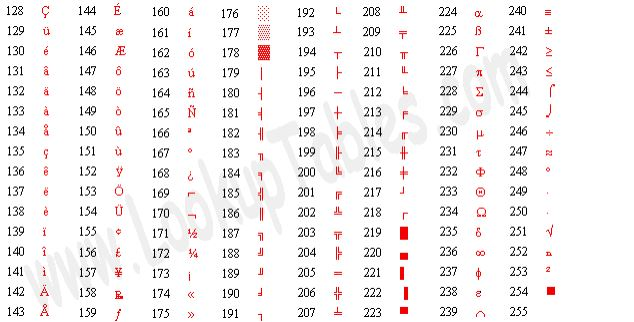 128 Ç 144 É 160 á 176 ░ 192 └ 208 ╨ 224 α 240 ≡
129 ü 145 æ 161 í 177 ▒ 193 ┴ 209 ╤ 225 ß 241 ±
130 é 146 Æ 162 ó 178 ▓ 194 ┬ 210 ╥ 226 Γ 242 ≥
131 â 147 ô 163 ú 179 │ 195 ├ 211 ╙ 227 π 243 ≤
132 ä 148 ö 164 ñ 180 ┤ 196 ─ 212 ╘ 228 Σ 244 ⌠
133 à 149 ò 165 Ñ 181 ╡ 197 ┼ 213 ╒ 229 σ 245 ⌡
134 å 150 û 166 ª 182 ╢ 198 ╞ 214 ╓ 230 µ 246 ÷
135 ç 151 ù 167 º 183 ╖ 199 ╟ 215 ╫ 231 τ 247 ≈
136 ê 152 ÿ 168 ¿ 184 ╕ 200 ╚ 216 ╪ 232 Φ 248 °
137 ë 153 Ö 169 ⌐ 185 ╣ 201 ╔ 217 ┘ 233 Θ 249 ∙
138 è 154 Ü 170 ¬ 186 ║ 202 ╩ 218 ┌ 234 Ω 250 ·
139 ï 155 ¢ 171 ½ 187 ╗ 203 ╦ 219 █ 235 δ 251 √
140 î 156 £ 172 ¼ 188 ╝ 204 ╠ 220 ▄ 236 ∞ 252 ⁿ
141 ì 157 ¥ 173 ¡ 189 ╜ 205 ═ 221 ▌ 237 φ 253 ²
142 Ä 158 ₧ 174 « 190 ╛ 206 ╬ 222 ▐ 238 ε 254 ■
143 Å 159 ƒ 175 » 191 ┐ 207 ╧ 223 ▀ 239 ∩ 255
www.LookupTables.com